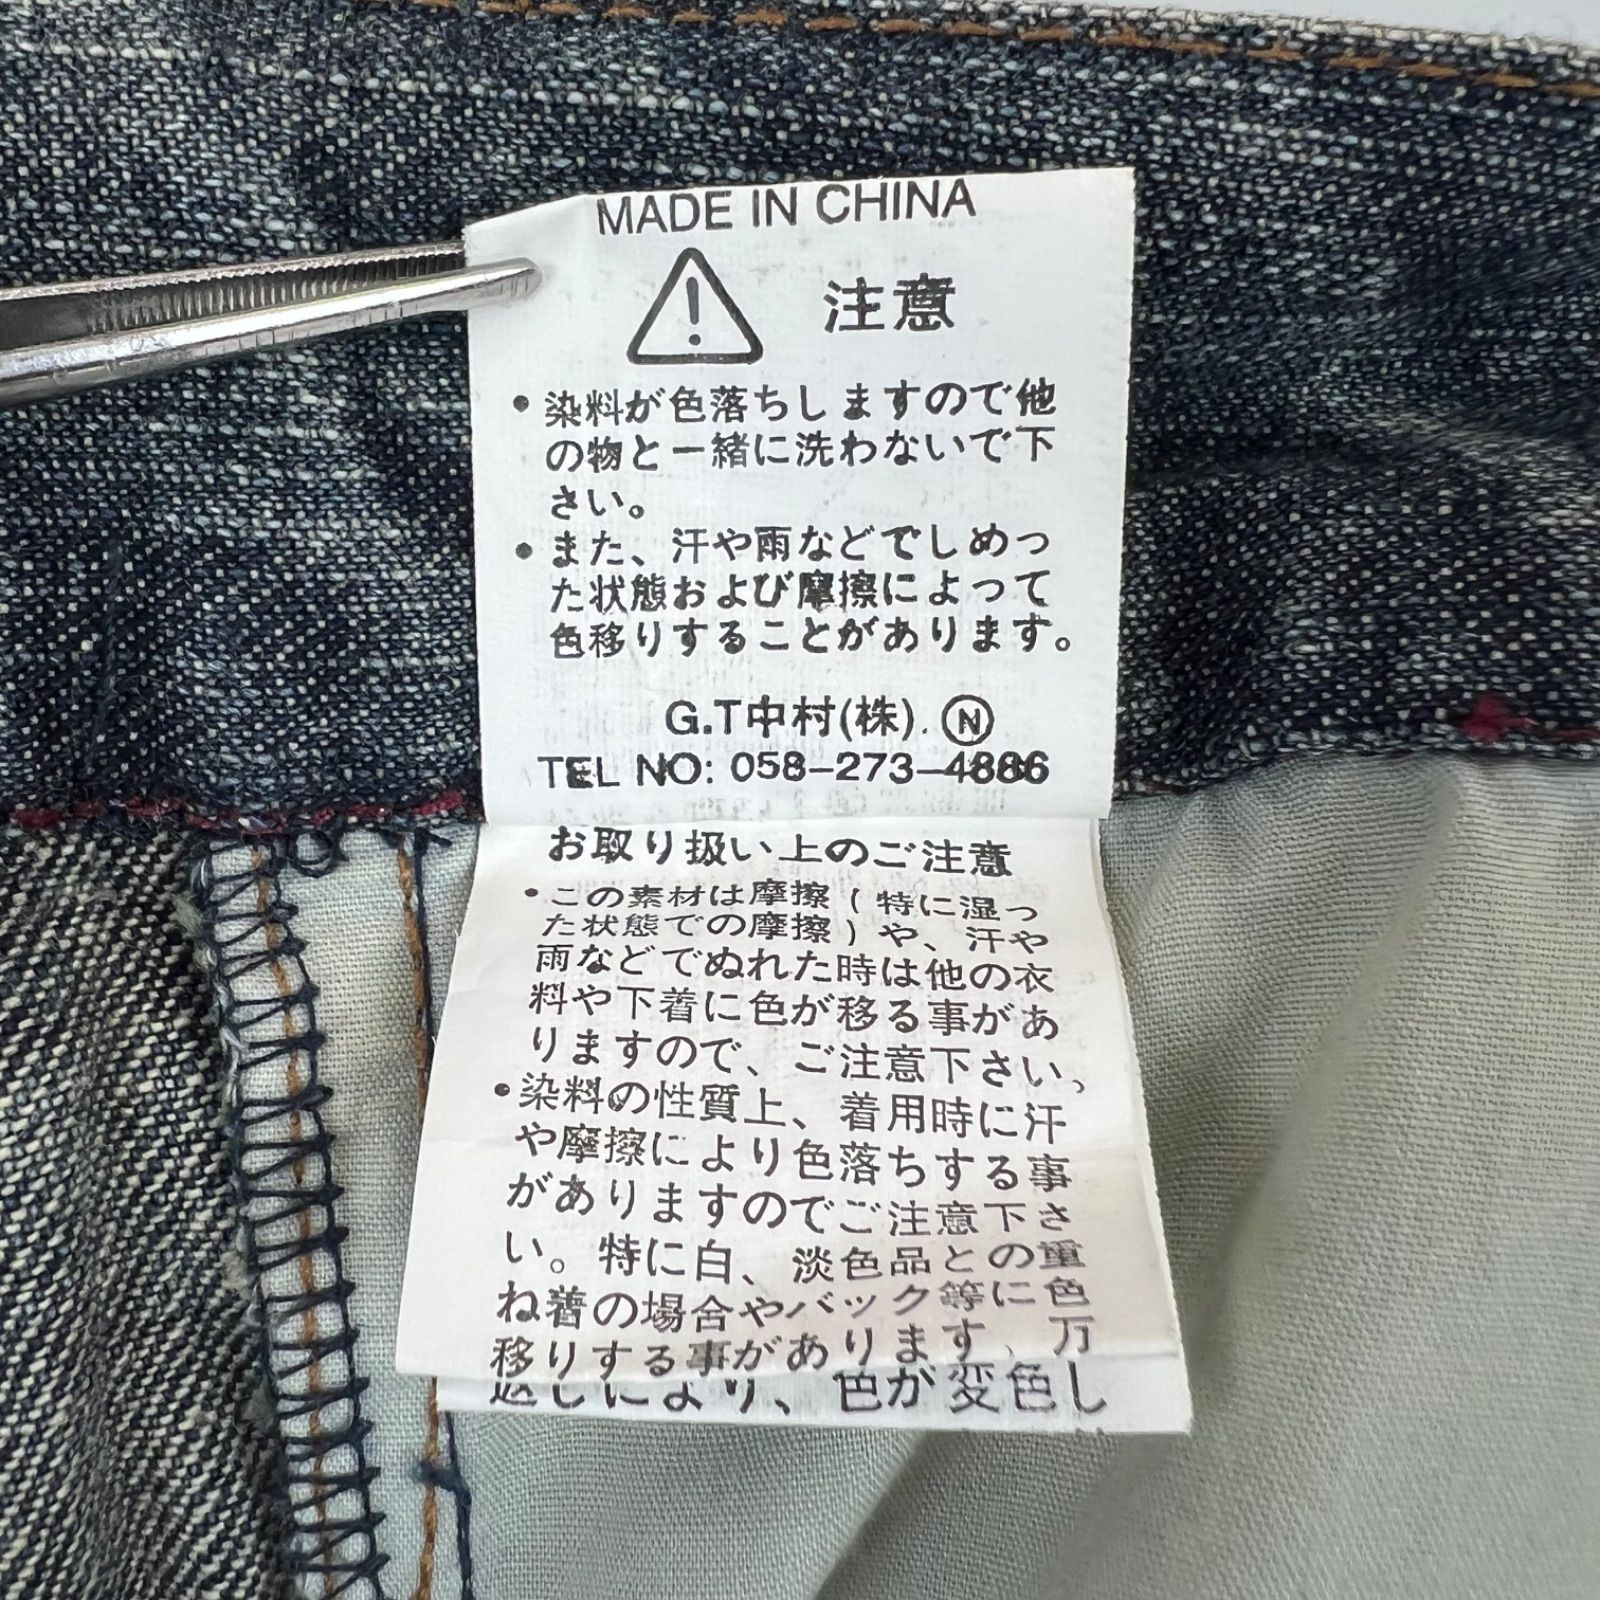 MADE IN CHINA
注意
・染料が色落ちしますので他
の物と一緒に洗わないで下
さい。
・また、汗や雨などでしめっ
た状態および摩擦によって
色移りすることがあります。
G.T中村(株). Ⓝ
TEL NO: 058-273-4886
お取り扱い上のご注意
・この素材は摩擦(特に湿っ
た状態での摩擦)や、汗や
雨などでぬれた時は他の衣
料や下着に色が移る事があ
りますので、ご注意下さい。
・染料の性質上、着用時に汗
や摩擦により色落ちする事
がありますのでご注意下さ
い。特に白、淡色品との重
ね着の場合やバック等に色
移りする事があります、万
返しにより、色が変色し